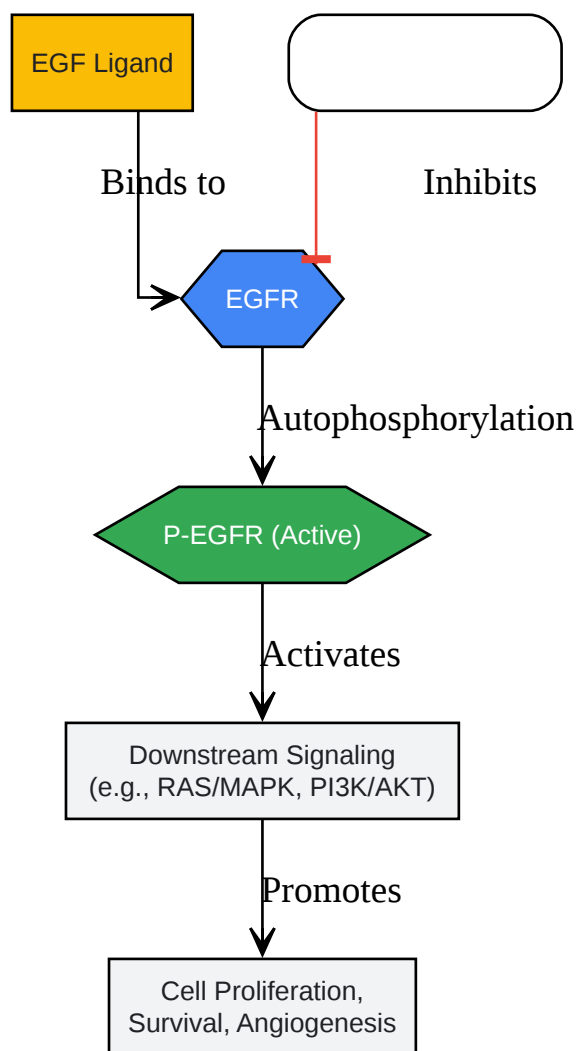 EGF Ligand
Binds to
Inhibits
EGFR
Autophosphorylation
P-EGFR (Active)
Activates
Downstream Signaling
(e.g., RAS/MAPK, PI3K/AKT)
Promotes
Cell Proliferation,
Survival, Angiogenesis